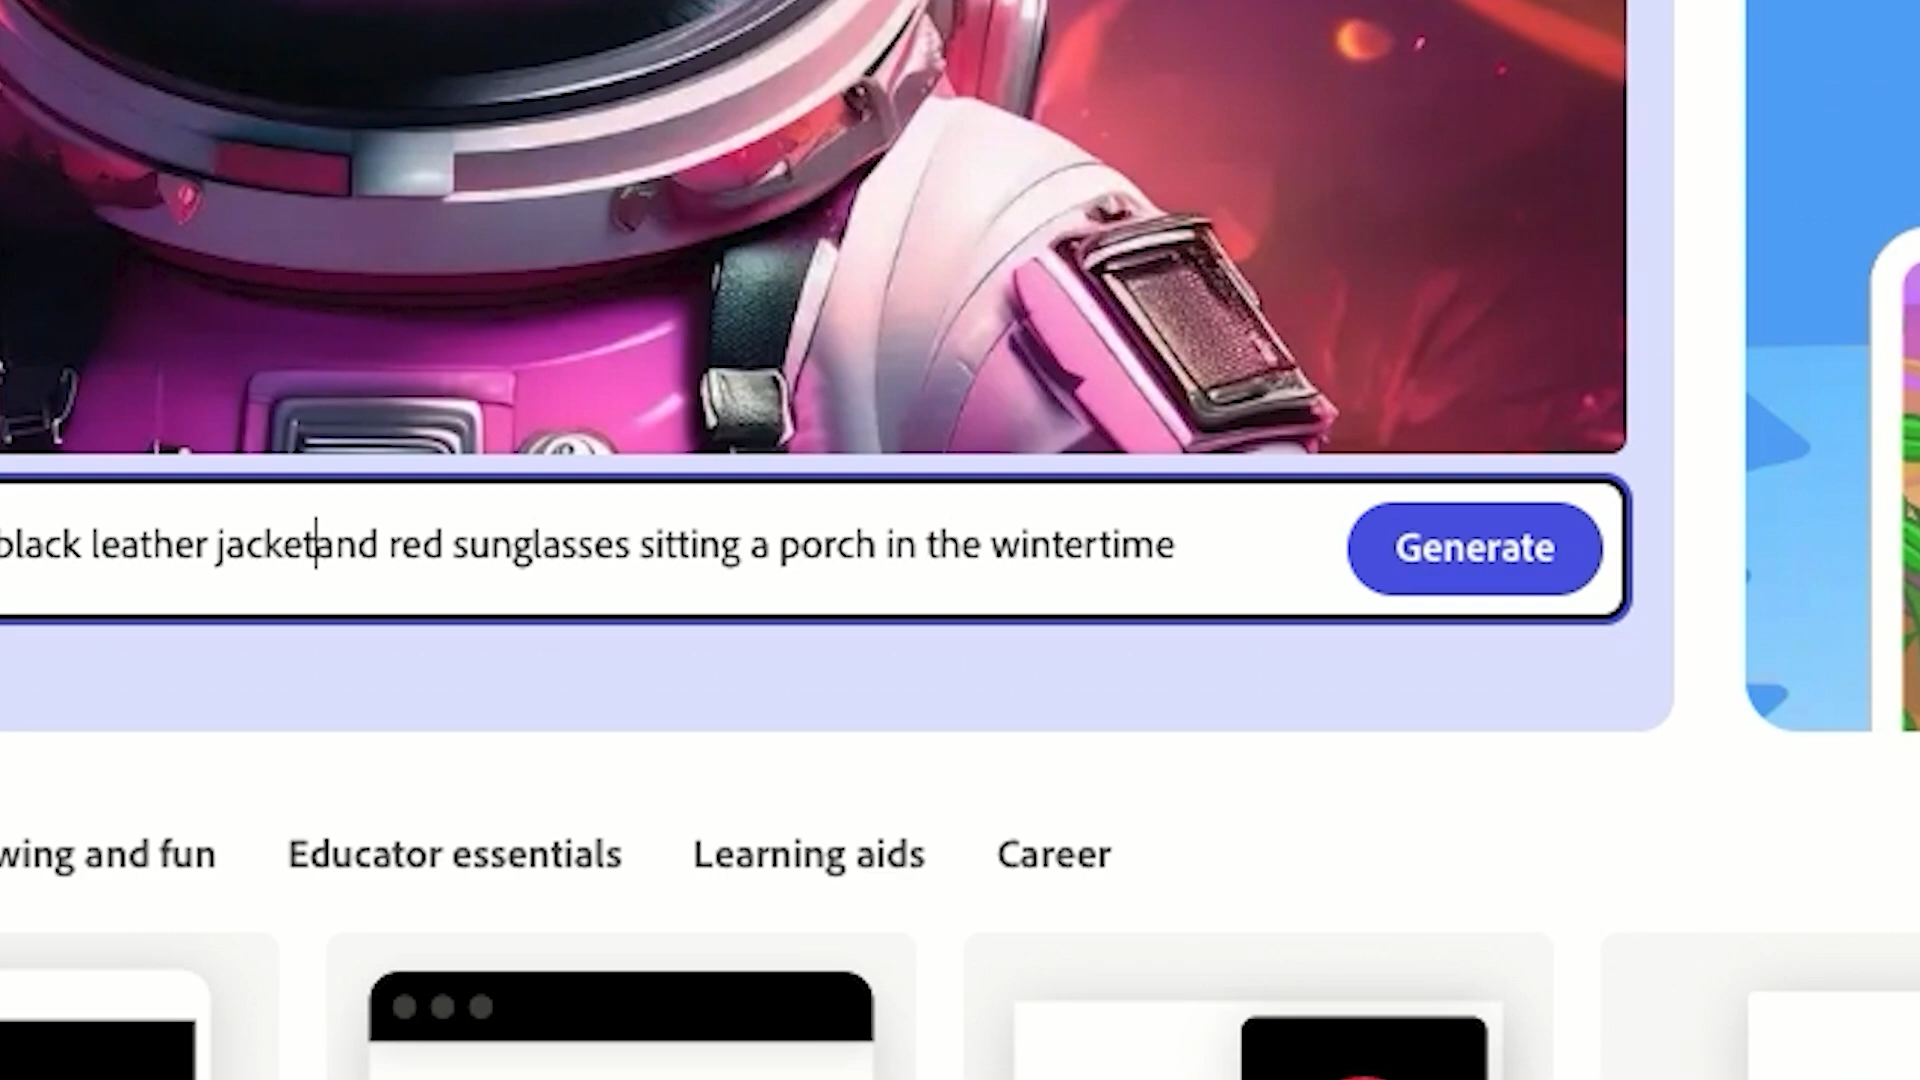 black leather jacketand red sunglasses sitting a porch in the wintertime
Generate
wing and fun
Educator essentials
Learning aids
Career